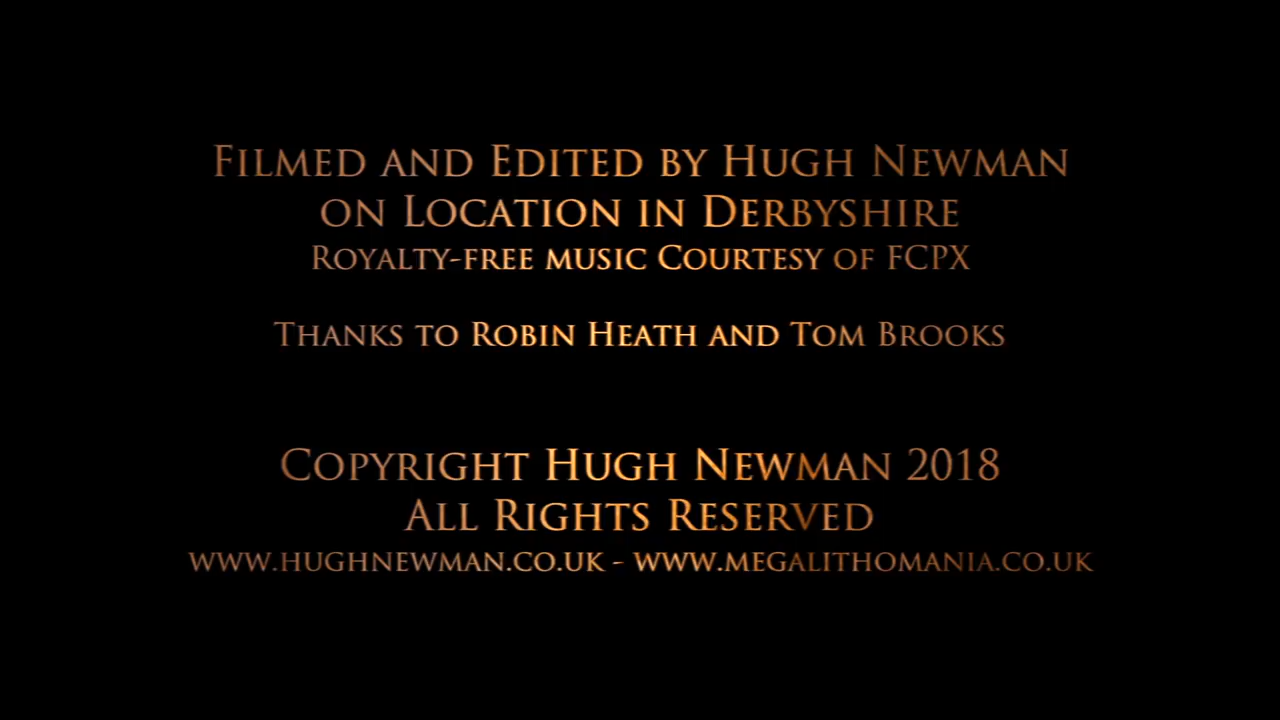 Filmed and Edited by Hugh Newman
on Location in Derbyshire
Royalty-free music Courtesy of FCPX
Thanks to Robin Heath and Tom Brooks
Copyright Hugh Newman 2018
All Rights Reserved
www.hughnewman.co.uk - www.megalithomania.co.uk